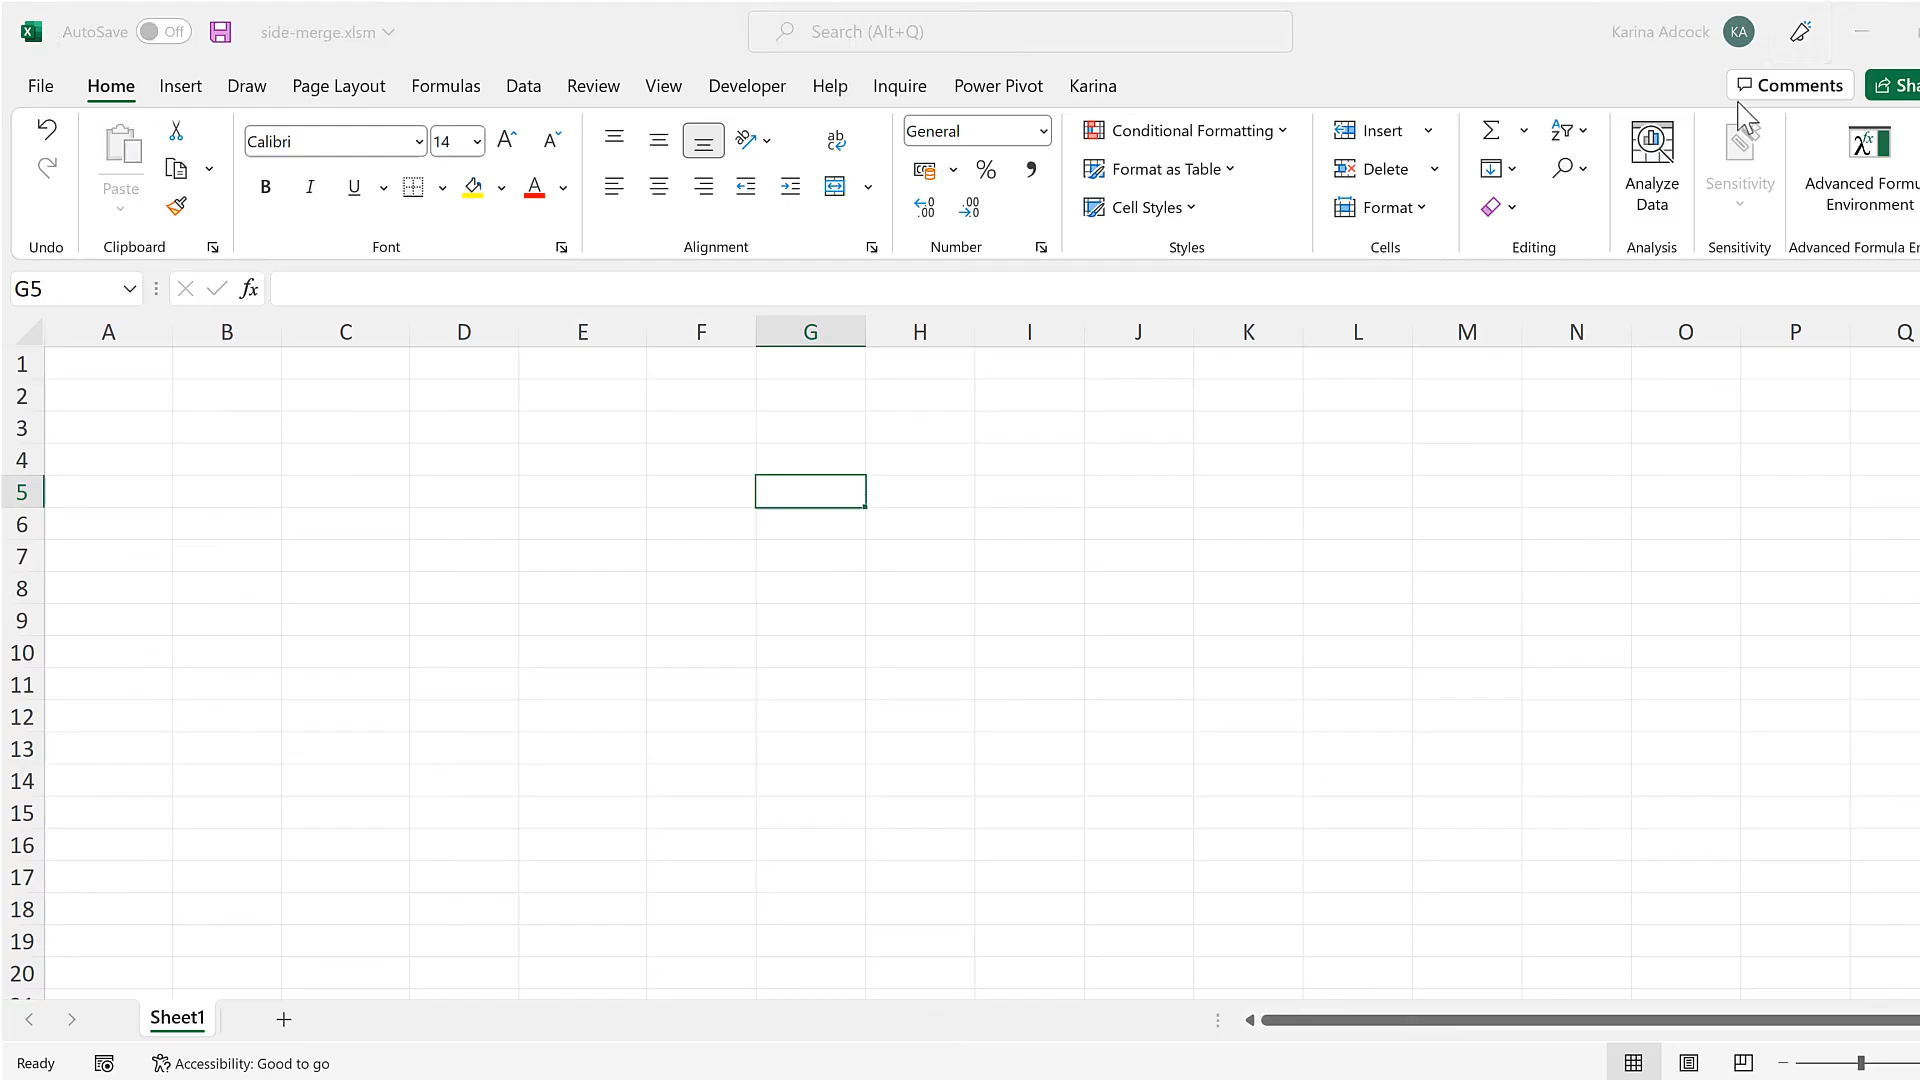 AutoSave Off side-merge.xlsm Search (Alt+Q) Karina Adcock KA
File Home Insert Draw Page Layout Formulas Data Review View Developer Help Inquire Power Pivot Karina Comments Sha
Calibri 14 ab General Conditional Formatting Insert
Paste Format as Table Delete Analyze Data Sensitivity Advanced Formu Environment
B I U A % Cell Styles Format
Undo Clipboard Font Alignment Number Styles Cells Editing Analysis Sensitivity Advanced Formula En
G5 fx
A B C D E F G H I J K L M N O P Q
1
2
3
4
5
6
7
8
9
10
11
12
13
14
15
16
17
18
19
20
Sheet1
Ready Accessibility: Good to go